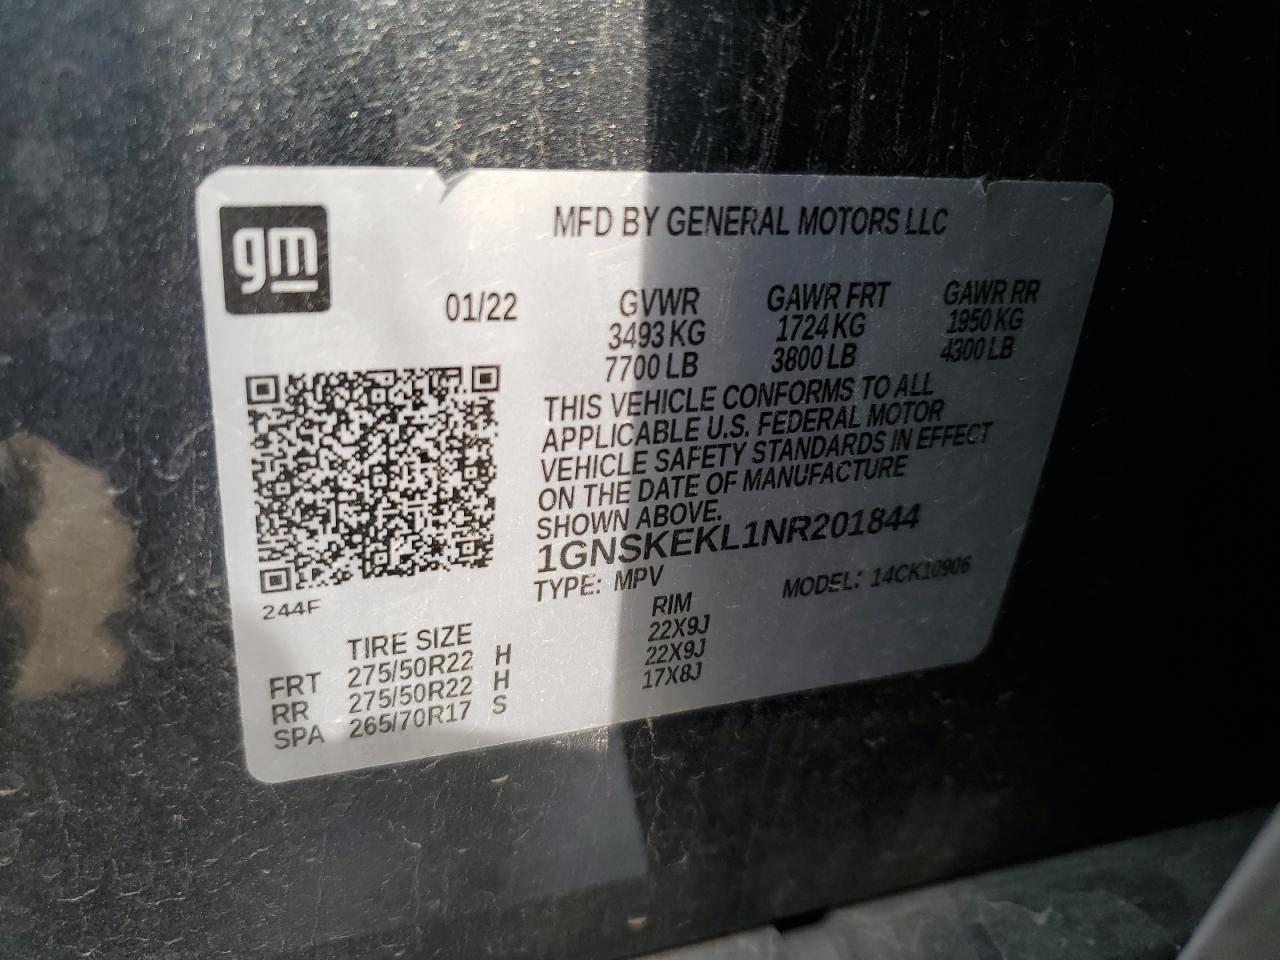 gm
MFD BY GENERAL MOTORS LLC
01/22 GVWR GAWR FRT GAWR RR
3493 KG 1724 KG 1950 KG
7700 LB 3800 LB 4300 LB
THIS VEHICLE CONFORMS TO ALL
APPLICABLE U.S. FEDERAL MOTOR
VEHICLE SAFETY STANDARDS IN EFFECT
ON THE DATE OF MANUFACTURE
SHOWN ABOVE.
1GNSKEKL1NR201844
TYPE: MPV MODEL: 14CK10906
244F
TIRE SIZE RIM
FRT 275/50R22 H 22X9J
RR 275/50R22 H 22X9J
SPA 265/70R17 S 17X8J